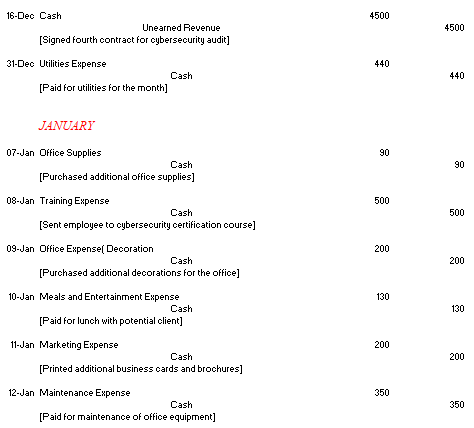 16-Dec Cash 4500
Unearned Revenue 4500
[Signed fourth contract for cybersecurity audit]
31-Dec Utilities Expense 440
Cash 440
[Paid for utilities for the month]
JANUARY
07-Jan Office Supplies 90
Cash 90
[Purchased additional office supplies]
08-Jan Training Expense 500
Cash 500
[Sent employee to cybersecurity certification course]
09-Jan Office Expense( Decoration 200
Cash 200
[Purchased additional decorations for the office]
10-Jan Meals and Entertainment Expense 130
Cash 130
[Paid for lunch with potential client]
11-Jan Marketing Expense 200
Cash 200
[Printed additional business cards and brochures]
12-Jan Maintenance Expense 350
Cash 350
[Paid for maintenance of office equipment]